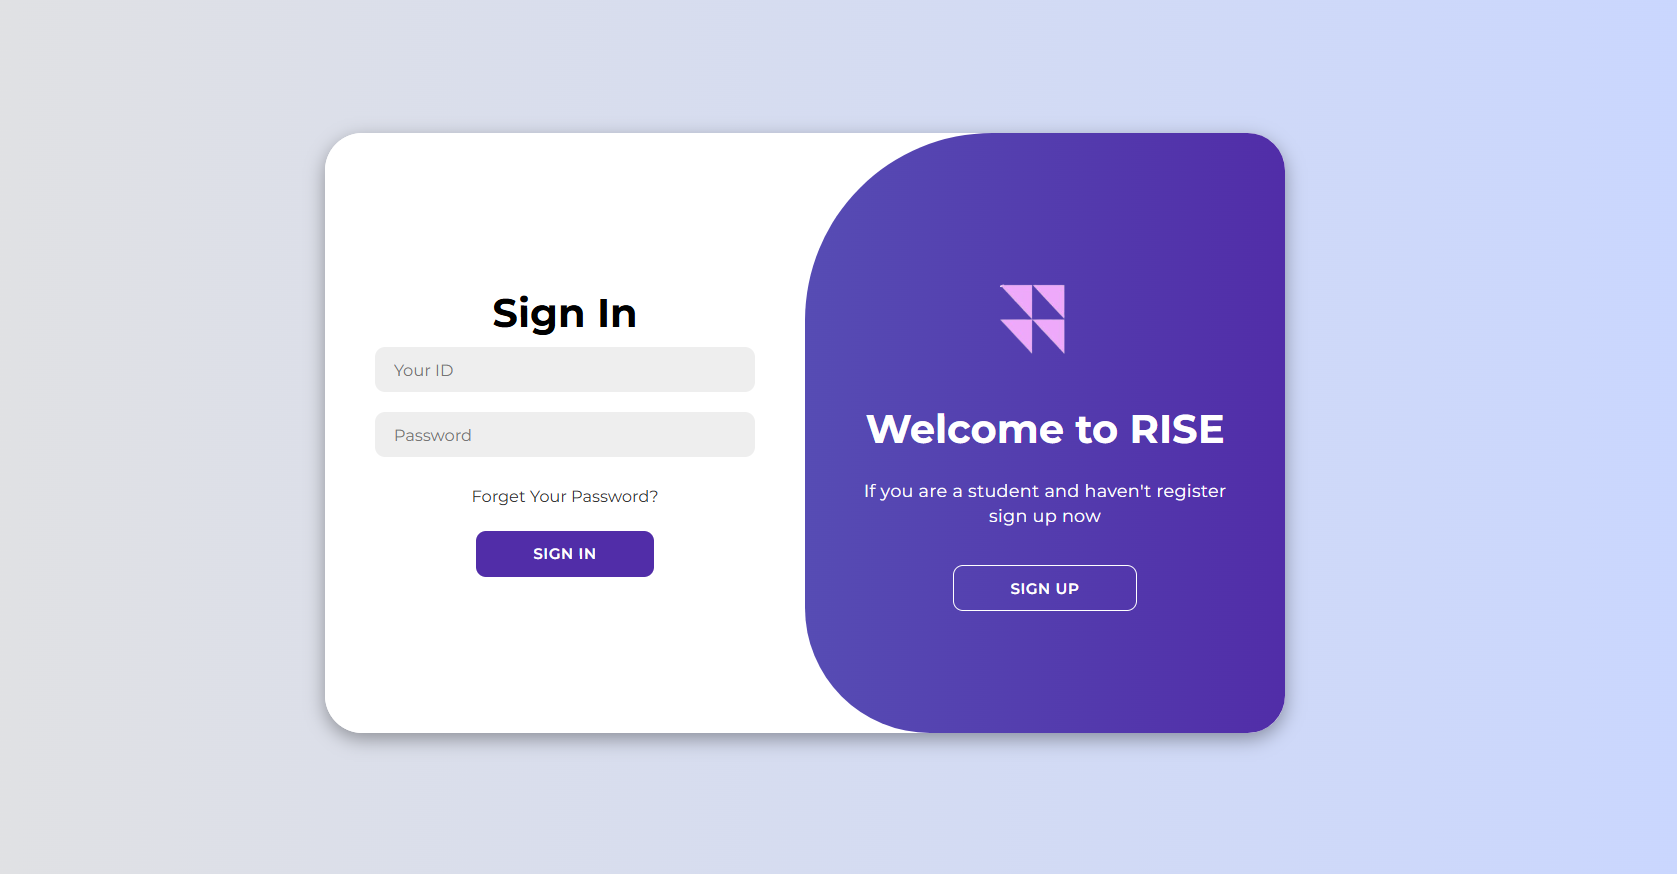 Sign In
Your ID
Password
Forget Your Password?
SIGN IN
Welcome to RISE
If you are a student and haven't register
sign up now
SIGN UP